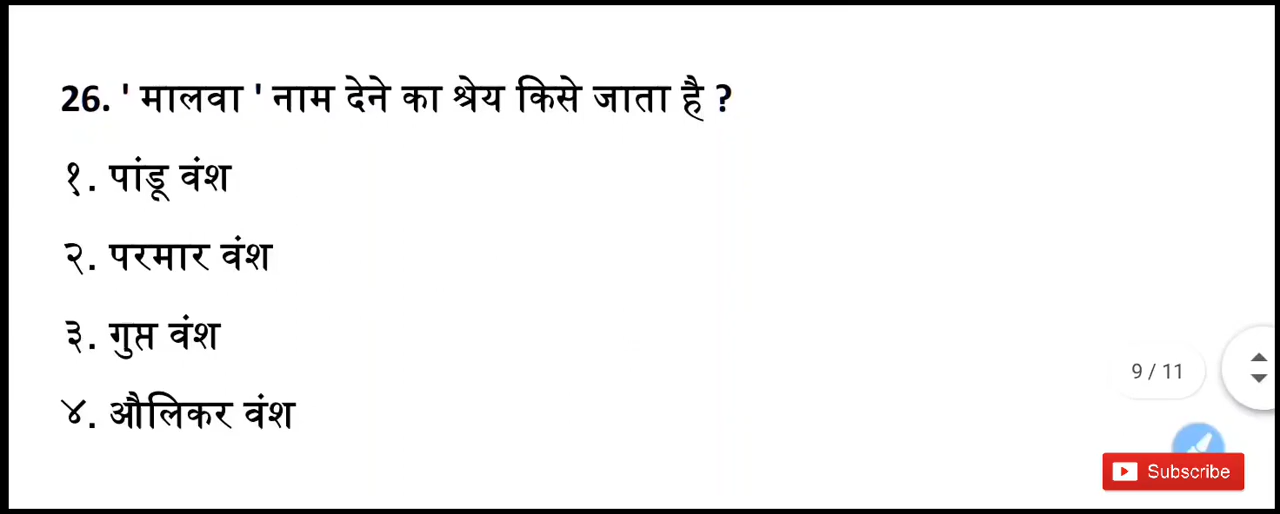 26. ' मालवा ' नाम देने का श्रेय किसे जाता है ?
१. पांडू वंश
२. परमार वंश
३. गुप्त वंश
४. औलिकर वंश
9 / 11
Subscribe